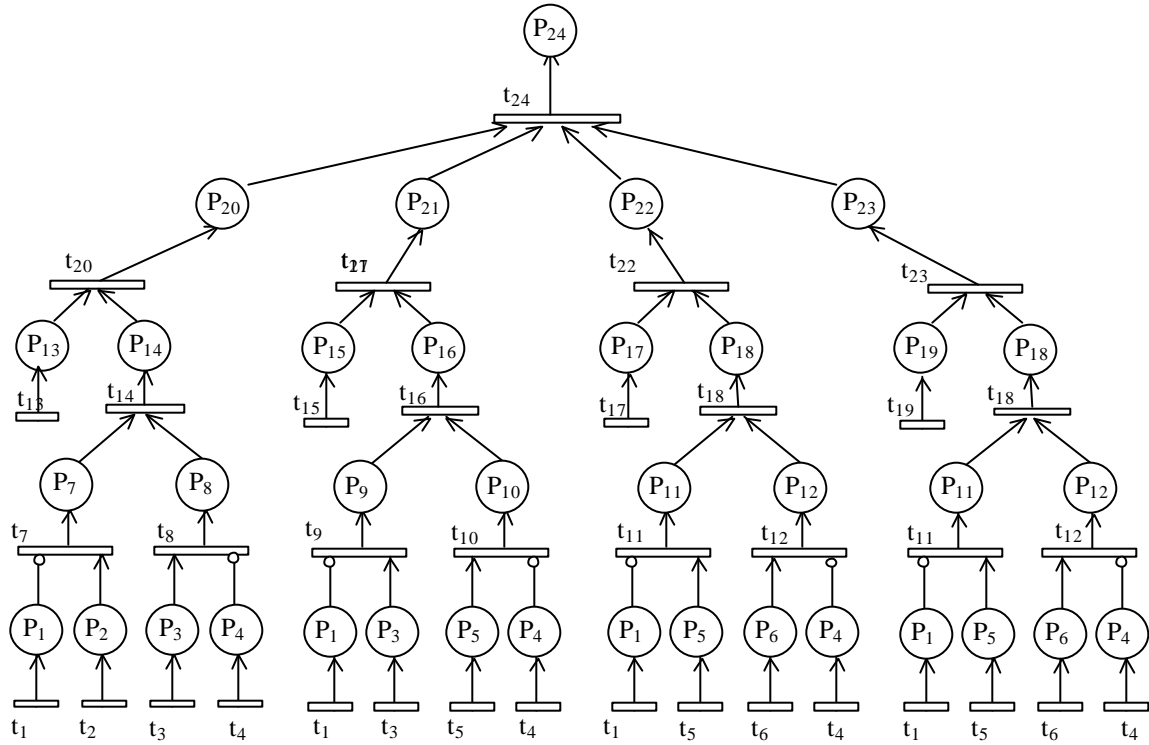 P24
t24
P20 P21 P22 P23
t20 t22 t23
P13 P14 P15 P16 P17 P18 P19 P18
t13 t14 t15 t16 t17 t18 t19 t18
P7 P8 P9 P10 P11 P12 P11 P12
t7 t8 t9 t10 t11 t12 t11 t12
P1 P2 P3 P4 P1 P3 P5 P4 P1 P5 P6 P4 P1 P5 P6 P4
t1 t2 t3 t4 t1 t3 t5 t4 t1 t5 t6 t4 t1 t5 t6 t4